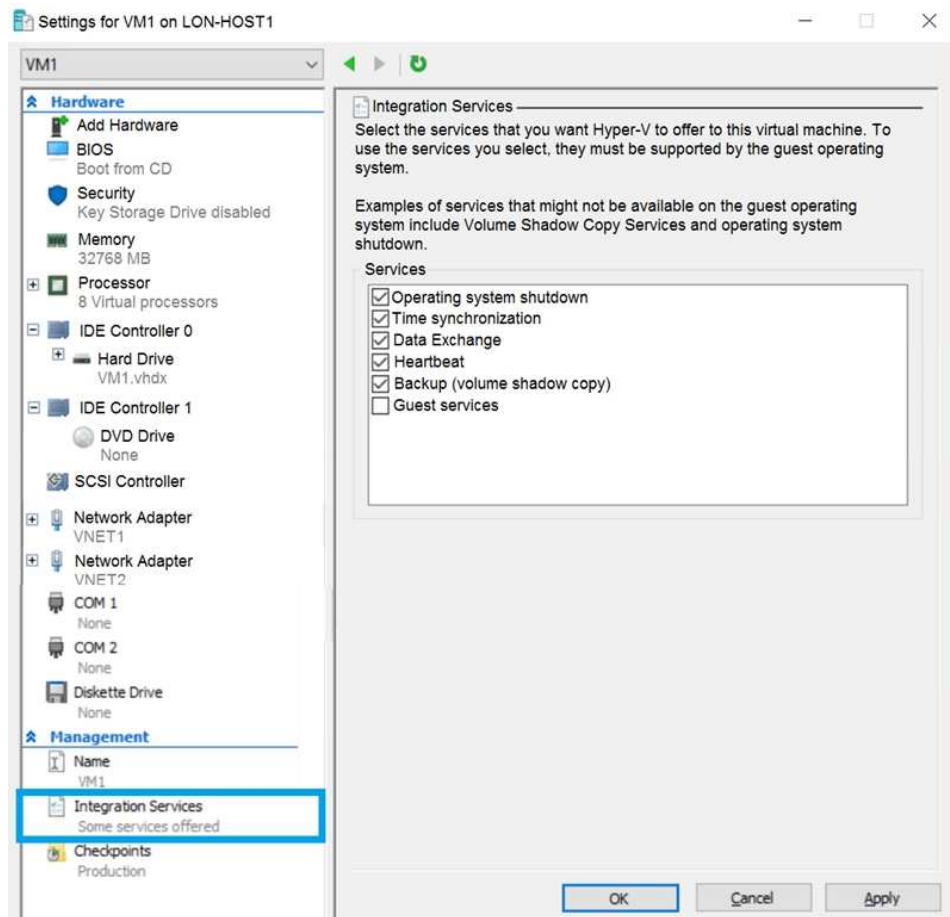 Settings for VM1 on LON-HOST1
VM1
Hardware
Add Hardware
BIOS
Boot from CD
Security
Key Storage Drive disabled
Memory
32768 MB
Processor
8 Virtual processors
IDE Controller 0
Hard Drive
VM1.vhdx
IDE Controller 1
DVD Drive
None
SCSI Controller
Network Adapter
VNET1
Network Adapter
VNET2
COM 1
None
COM 2
None
Diskette Drive
None
Management
Name
VM1
Integration Services
Some services offered
Checkpoints
Production
Integration Services
Select the services that you want Hyper-V to offer to this virtual machine. To
use the services you select, they must be supported by the guest operating
system.
Examples of services that might not be available on the guest operating
system include Volume Shadow Copy Services and operating system
shutdown.
Services
Operating system shutdown
Time synchronization
Data Exchange
Heartbeat
Backup (volume shadow copy)
Guest services
OK
Cancel
Apply